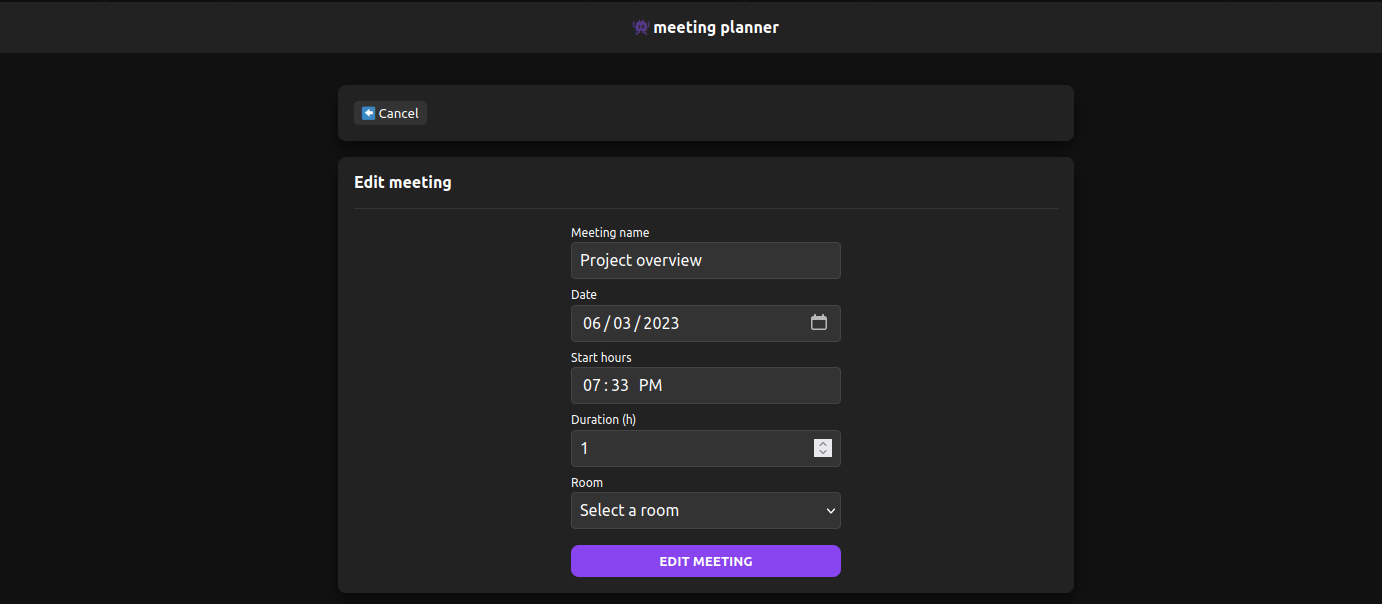 meeting planner
Cancel
Edit meeting
Meeting name
Project overview
Date
06/03/2023
Start hours
07:33 PM
Duration (h)
1
Room
Select a room
EDIT MEETING